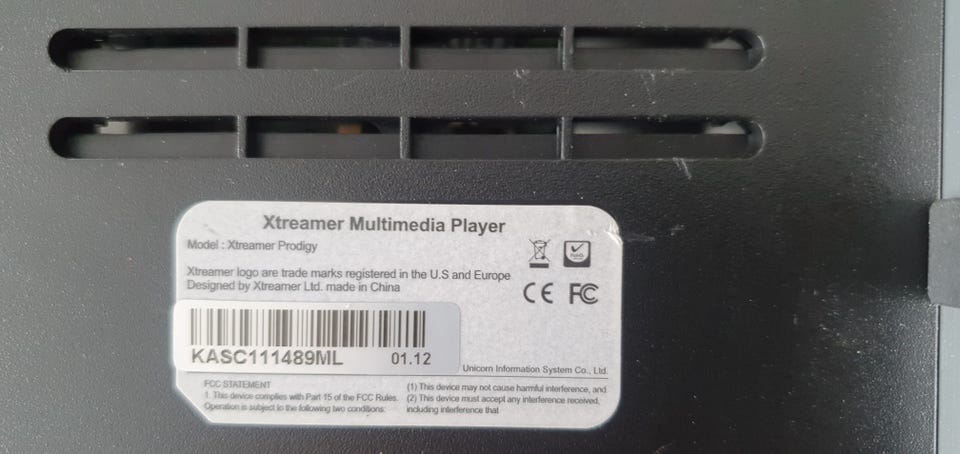 Xtreamer Multimedia Player
Model : Xtreamer Prodigy
Xtreamer logo are trade marks registered in the U.S and Europe
Designed by Xtreamer Ltd. made in China
RoHS
CE FC
KASC111489ML 01.12
Unicorn Information System Co., Ltd.
FCC STATEMENT
1. This device complies with Part 15 of the FCC Rules.
Operation is subject to the following two conditions:
(1) This device may not cause harmful interference, and
(2) This device must accept any interference received,
including interference that